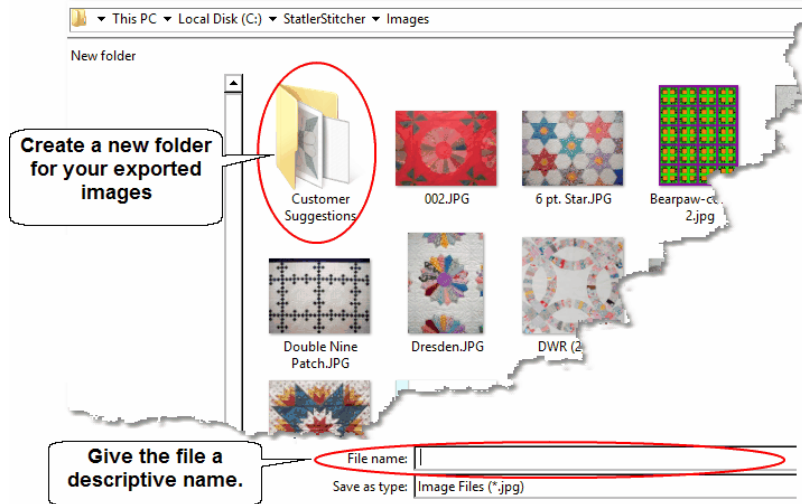 This PC Local Disk (C:) StatlerStitcher Images
New folder
Create a new folder
for your exported
images
Customer
Suggestions
002.JPG
6 pt. Star.JPG
2.jpg
Double Nine
Patch.JPG
Dresden.JPG
DWR (2
Give the file a
descriptive name.
File name:
Save as type: Image Files (*.jpg)